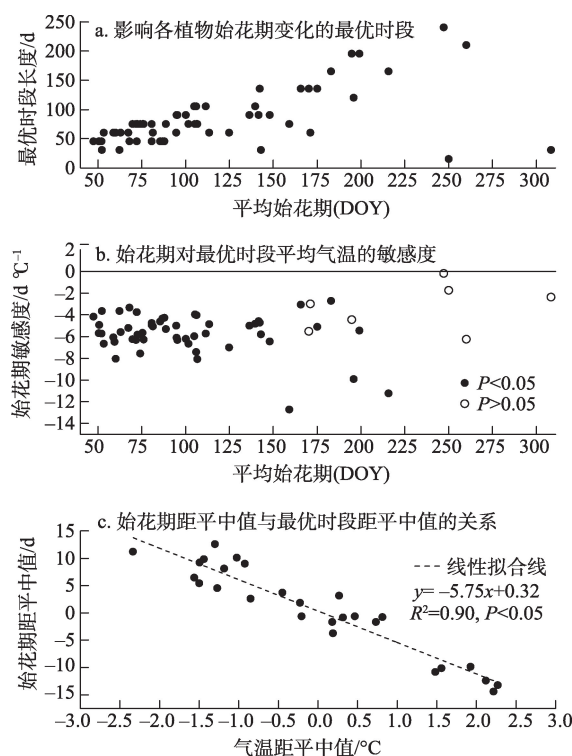 a. 影响各植物始花期变化的最优时段
最优时段长度/d
250
200
150
100
50
0
50 75 100 125 150 175 200 225 250 275 300
平均始花期(DOY)
b. 始花期对最优时段平均气温的敏感度
始花期敏感度/d ℃⁻¹
2
0
−2
−4
−6
−8
−10
−12
−14
P<0.05
P>0.05
50 75 100 125 150 175 200 225 250 275 300
平均始花期(DOY)
c. 始花期距平中值与最优时段距平中值的关系
始花期距平中值/d
15
10
5
0
−5
−10
−15
线性拟合线
y= −5.75x+0.32
R²=0.90, P<0.05
−3.0 −2.5 −2.0 −1.5 −1.0 −0.5 0.0 0.5 1.0 1.5 2.0 2.5 3.0
气温距平中值/°C